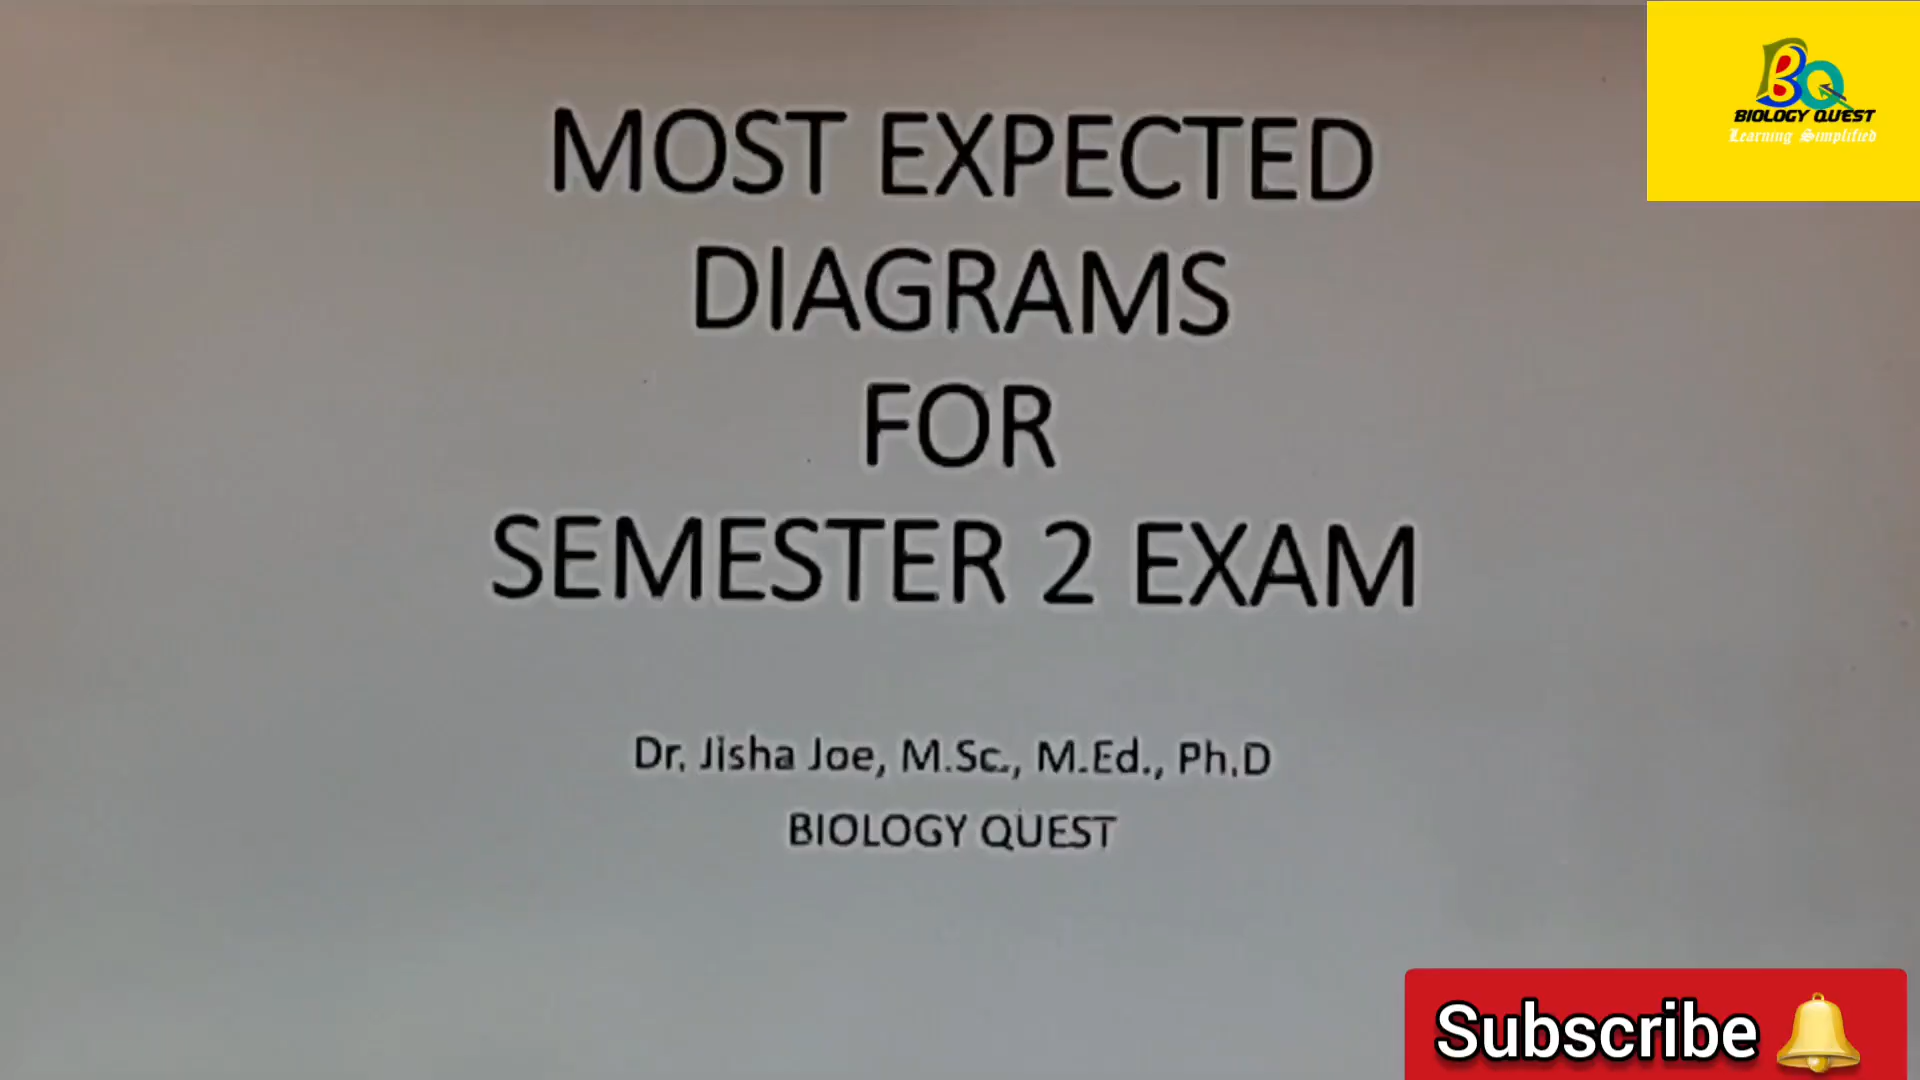 BQ
BIOLOGY QUEST
Learning Simplified
MOST EXPECTED
DIAGRAMS
FOR
SEMESTER 2 EXAM
Dr. Jisha Joe, M.Sc., M.Ed., Ph.D
BIOLOGY QUEST
Subscribe